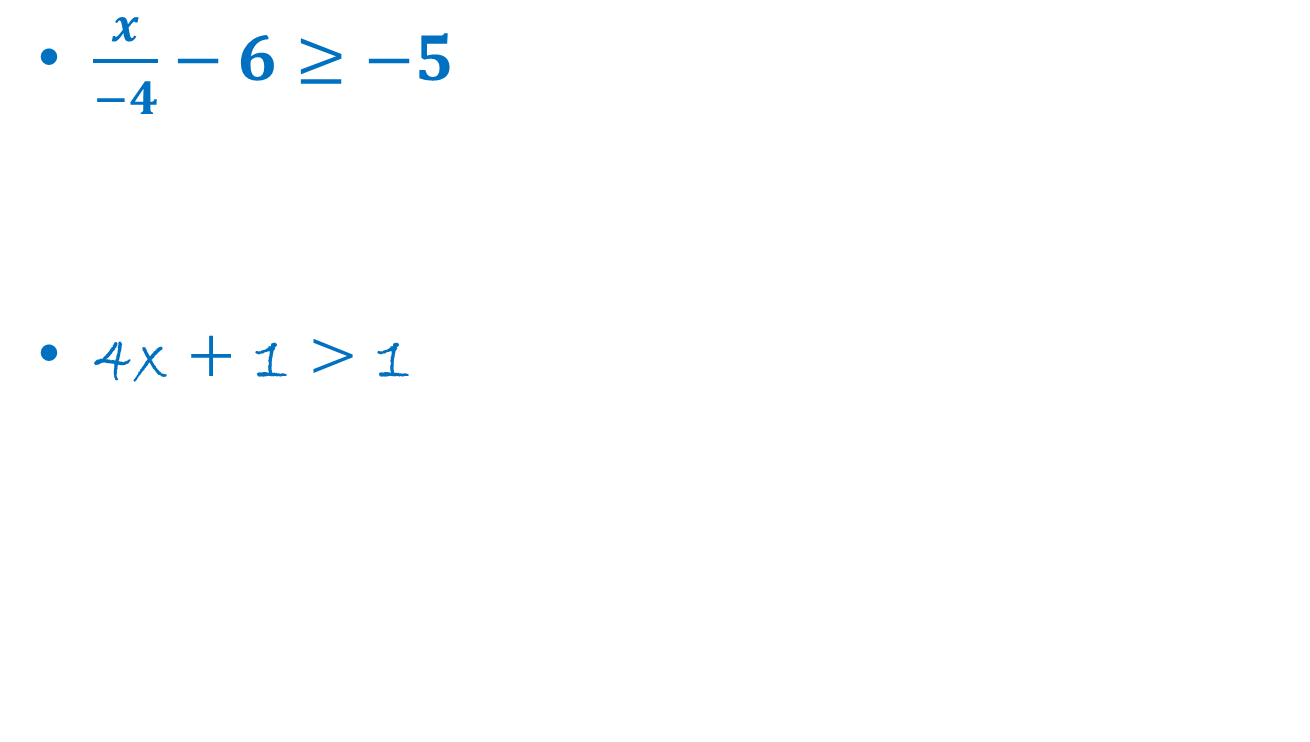 • x/−4 − 6 ≥ −5
• 4x + 1 > 1